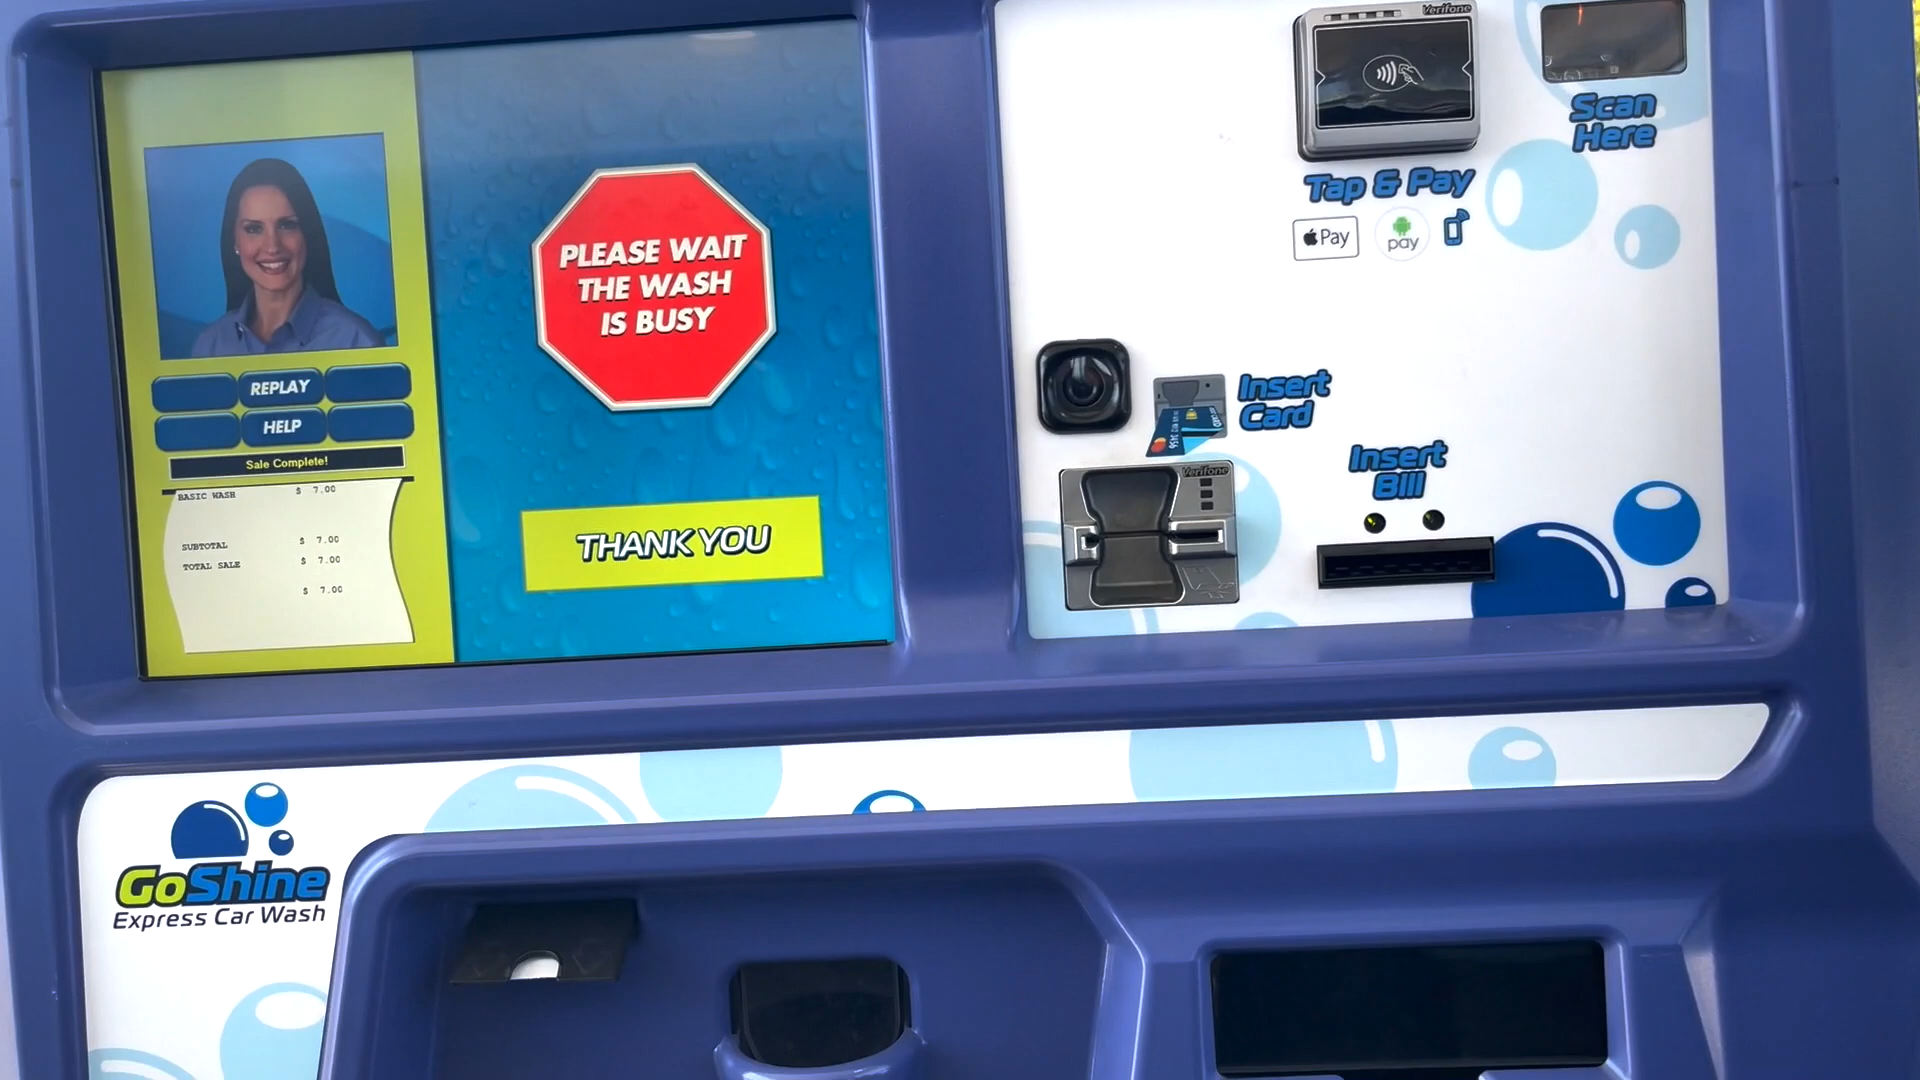 PLEASE WAIT
THE WASH
IS BUSY
THANK YOU
REPLAY
HELP
Sale Complete!
BASIC WASH $ 7.00
SUBTOTAL $ 7.00
TOTAL SALE $ 7.00
$ 7.00
Verifone
Scan
Here
Tap & Pay
Pay
pay
Insert
Card
Verifone
Insert
Bill
GoShine
Express Car Wash